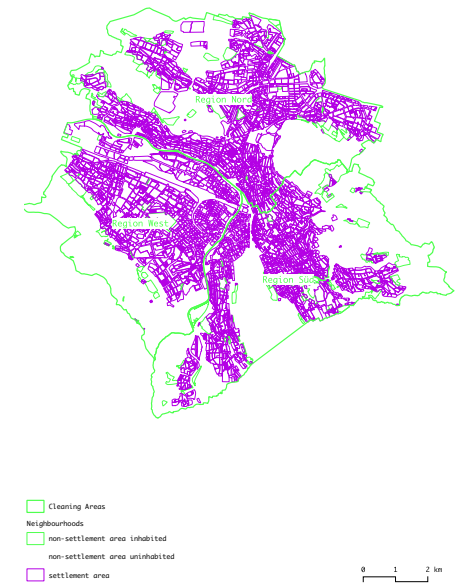 Region Nord
Region West
Region Süd
Cleaning Areas
Neighbourhoods
non-settlement area inhabited
non-settlement area uninhabited
settlement area
0 1 2 km